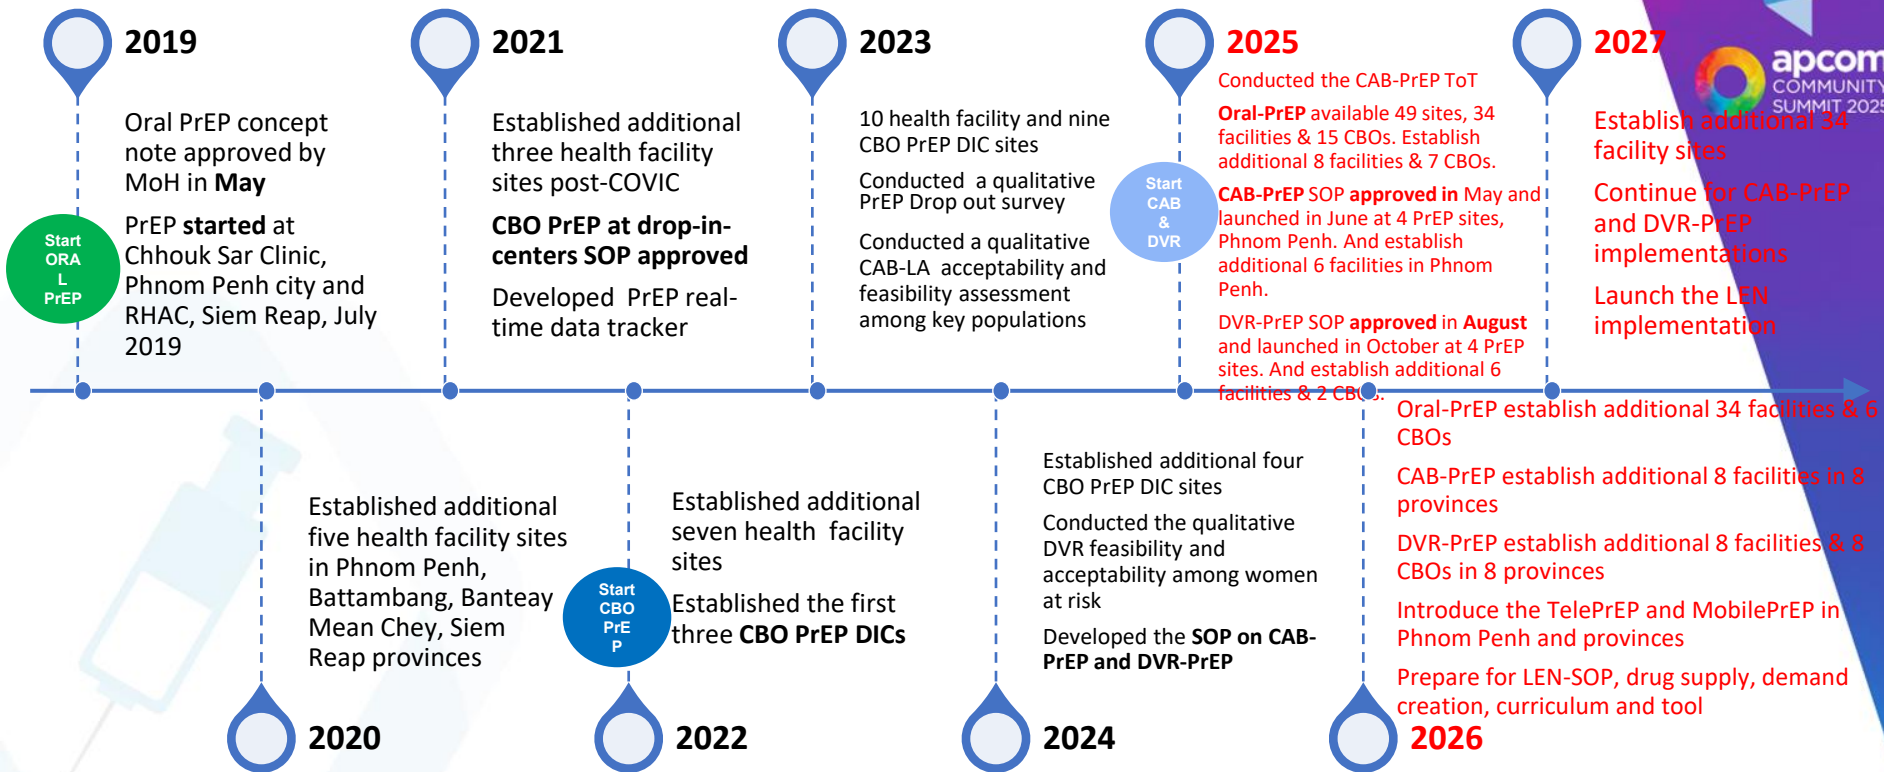 2019
Oral PrEP concept
note approved by
MoH in May
PrEP started at
Chhouk Sar Clinic,
Phnom Penh city and
RHAC, Siem Reap, July
2019
Start
ORA
L
PrEP
2020
Established additional
five health facility sites
in Phnom Penh,
Battambang, Banteay
Mean Chey, Siem
Reap provinces
2021
Established additional
three health facility
sites post-COVIC
CBO PrEP at drop-in-
centers SOP approved
Developed PrEP real-
time data tracker
2022
Established additional
seven health facility
sites
Established the first
three CBO PrEP DICs
Start
CBO
PrE
P
2023
10 health facility and nine
CBO PrEP DIC sites
Conducted a qualitative
PrEP Drop out survey
Conducted a qualitative
CAB-LA acceptability and
feasibility assessment
among key populations
2024
Established additional four
CBO PrEP DIC sites
Conducted the qualitative
DVR feasibility and
acceptability among women
at risk
Developed the SOP on CAB-
PrEP and DVR-PrEP
Start
CAB
&
DVR
2025
Conducted the CAB-PrEP ToT
Oral-PrEP available 49 sites, 34
facilities & 15 CBOs. Establish
additional 8 facilities & 7 CBOs.
CAB-PrEP SOP approved in May and
launched in June at 4 PrEP sites,
Phnom Penh. And establish
additional 6 facilities in Phnom
Penh.
DVR-PrEP SOP approved in August
and launched in October at 4 PrEP
sites. And establish additional 6
facilities & 2 CBOs.
2026
Oral-PrEP establish additional 34 facilities & 6
CBOs
CAB-PrEP establish additional 8 facilities in 8
provinces
DVR-PrEP establish additional 8 facilities & 8
CBOs in 8 provinces
Introduce the TelePrEP and MobilePrEP in
Phnom Penh and provinces
Prepare for LEN-SOP, drug supply, demand
creation, curriculum and tool
2027
Establish additional 34
facility sites
Continue for CAB-PrEP
and DVR-PrEP
implementations
Launch the LEN
implementation
apcom
COMMUNITY
SUMMIT 2025